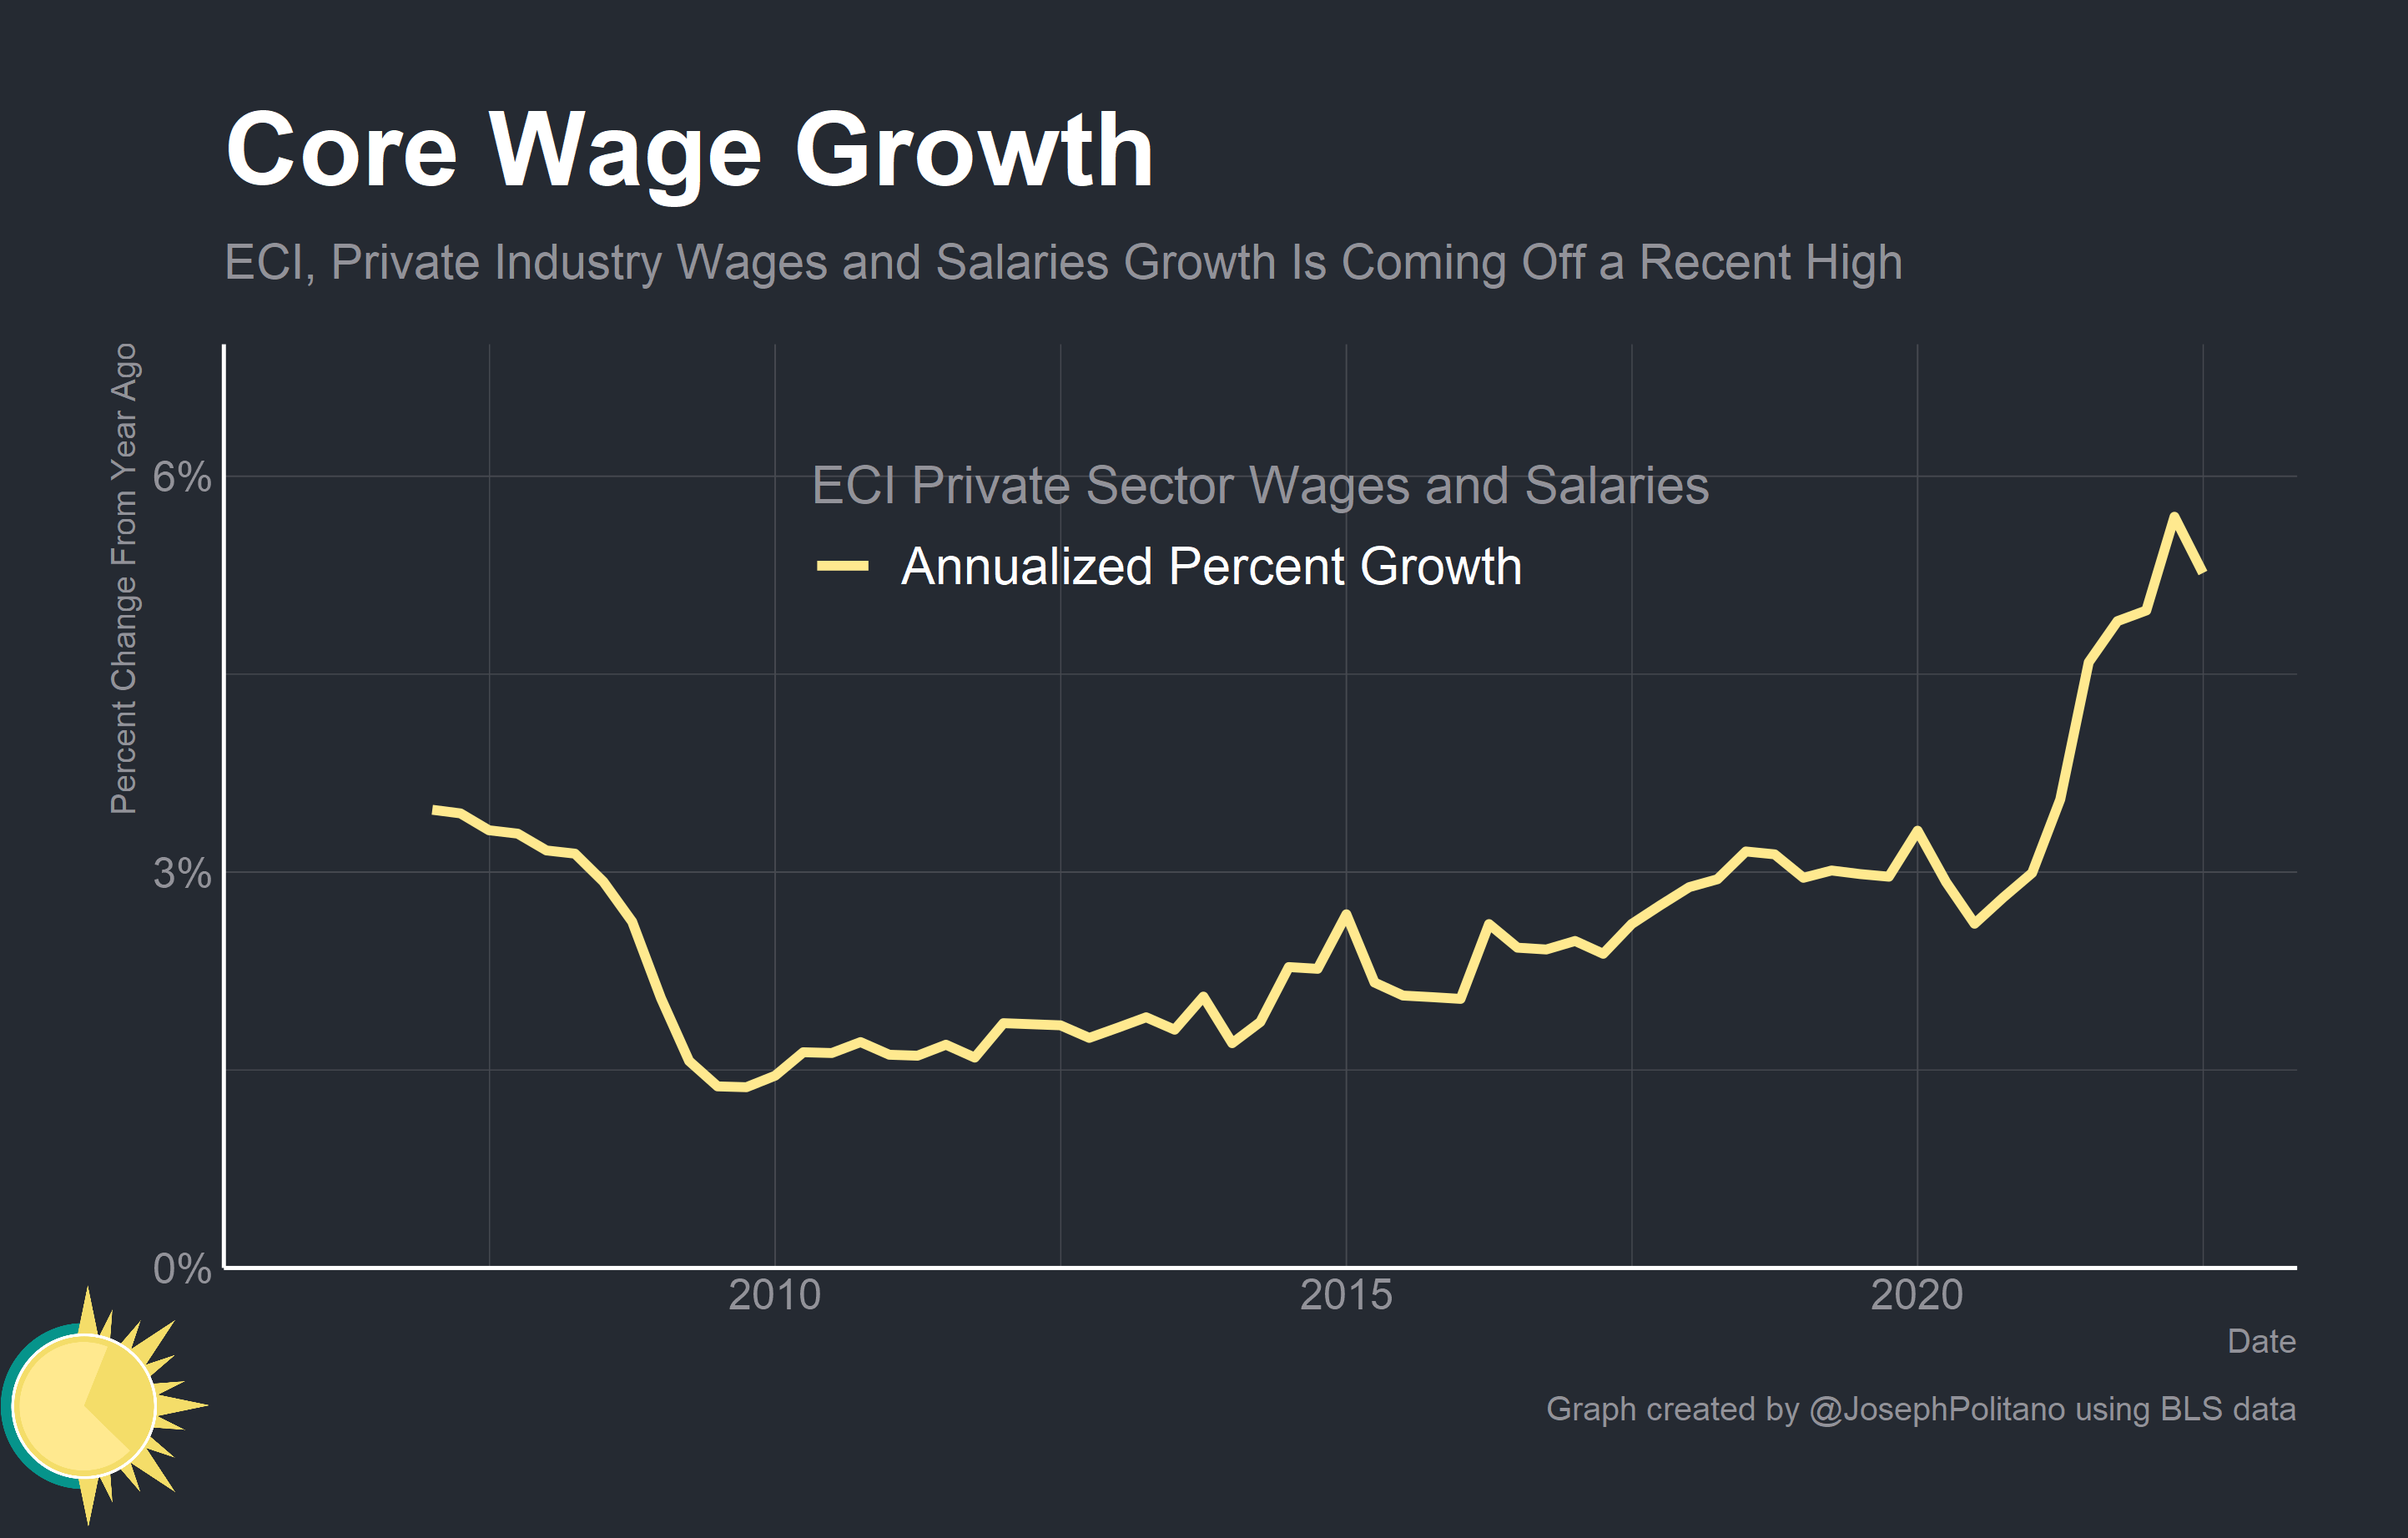 Core Wage Growth
ECI, Private Industry Wages and Salaries Growth Is Coming Off a Recent High
Percent Change From Year Ago
6%
3%
0%
ECI Private Sector Wages and Salaries
Annualized Percent Growth
2010
2015
2020
Date
Graph created by @JosephPolitano using BLS data